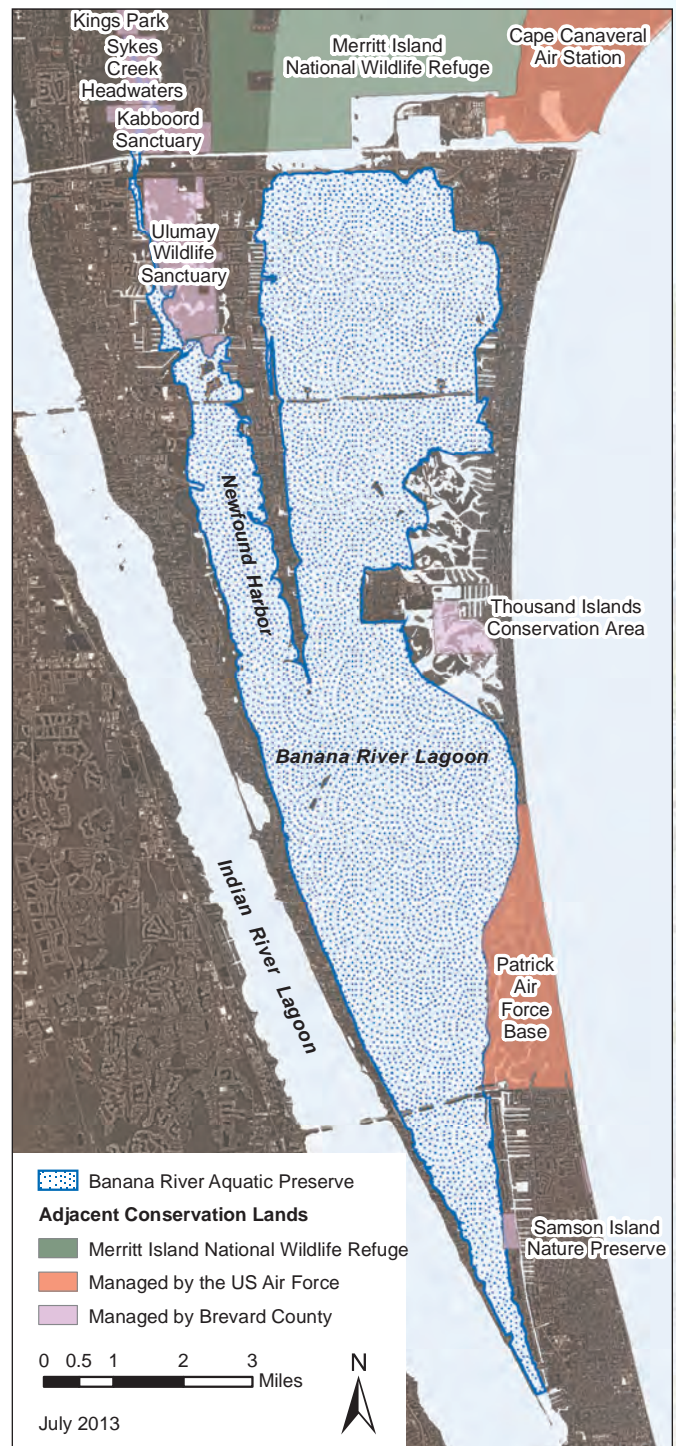 Kings Park
Sykes
Creek
Headwaters
Kabboord
Sanctuary
Merritt Island
National Wildlife Refuge
Cape Canaveral
Air Station
Ulumay
Wildlife
Sanctuary
Newfound Harbor
Thousand Islands
Conservation Area
Banana River Lagoon
Indian River Lagoon
Patrick
Air
Force
Base
Samson Island
Nature Preserve
Banana River Aquatic Preserve
Adjacent Conservation Lands
Merritt Island National Wildlife Refuge
Managed by the US Air Force
Managed by Brevard County
0 0.5 1 2 3
Miles
N
July 2013